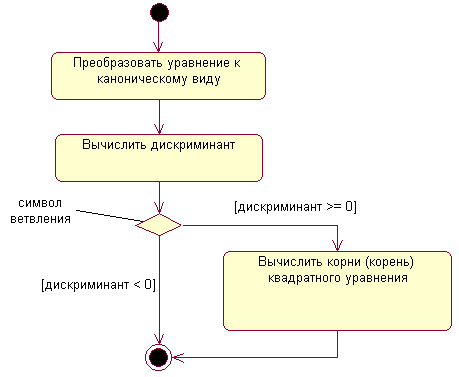 Преобразовать уравнение к
каноническому виду
Вычислить дискриминант
символ
ветвления
[дискриминант >= 0]
Вычислить корни (корень)
квадратного уравнения
[дискриминант < 0]